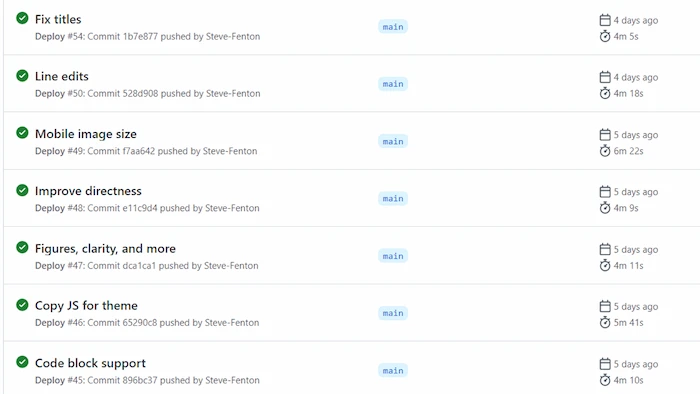 Fix titles
Deploy #54: Commit 1b7e877 pushed by Steve-Fenton
main
4 days ago
4m 5s
Line edits
Deploy #50: Commit 528d908 pushed by Steve-Fenton
main
4 days ago
4m 18s
Mobile image size
Deploy #49: Commit f7aa642 pushed by Steve-Fenton
main
5 days ago
6m 22s
Improve directness
Deploy #48: Commit e11c9d4 pushed by Steve-Fenton
main
5 days ago
4m 9s
Figures, clarity, and more
Deploy #47: Commit dca1ca1 pushed by Steve-Fenton
main
5 days ago
4m 11s
Copy JS for theme
Deploy #46: Commit 65290c8 pushed by Steve-Fenton
main
5 days ago
5m 41s
Code block support
Deploy #45: Commit 896bc37 pushed by Steve-Fenton
main
5 days ago
4m 10s